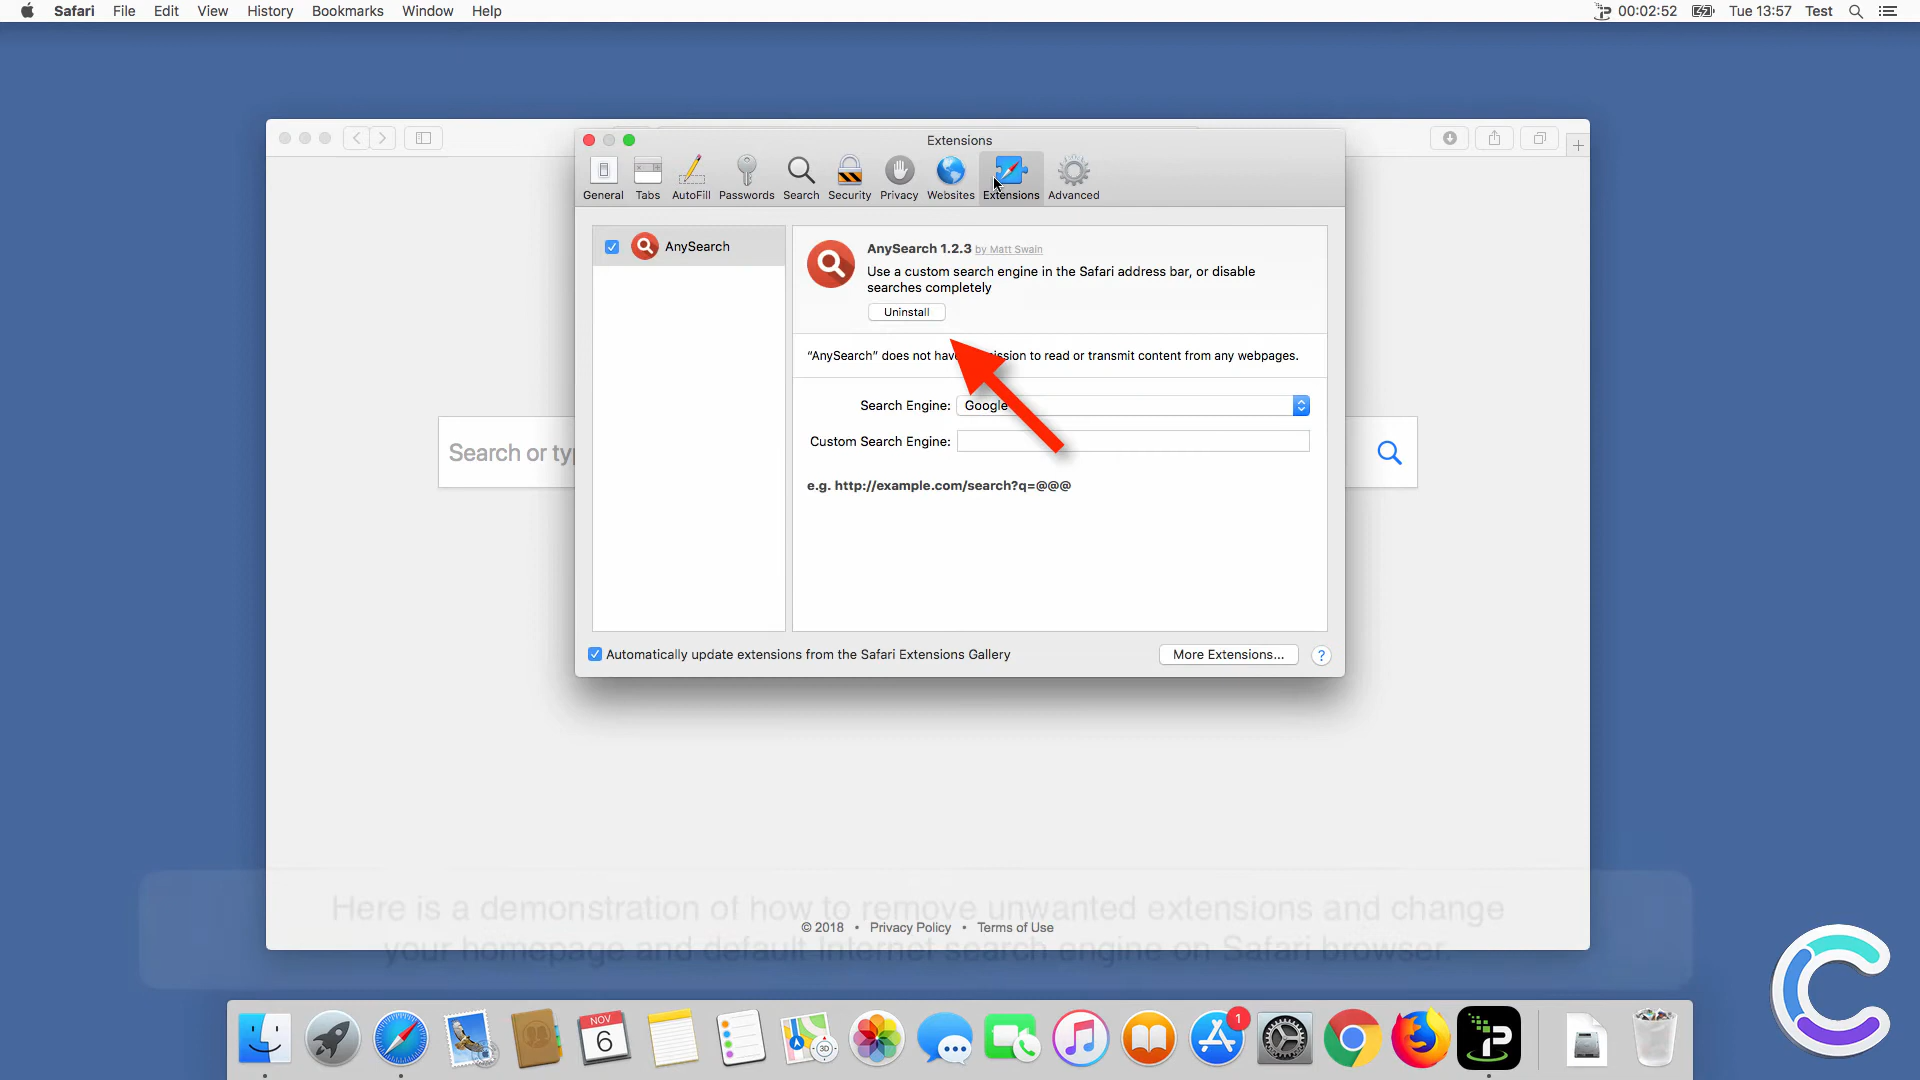 Safari File Edit View History Bookmarks Window Help 00:02:52 Tue 13:57 Test
Extensions
General Tabs AutoFill Passwords Search Security Privacy Websites Extensions Advanced
AnySearch
AnySearch 1.2.3 by Matt Swain
Use a custom search engine in the Safari address bar, or disable
searches completely
Uninstall
“AnySearch” does not have ission to read or transmit content from any webpages.
Search Engine: Google
Custom Search Engine:
e.g. http://example.com/search?q=@@@
Search or typ
Automatically update extensions from the Safari Extensions Gallery
More Extensions...
?
Here is a demonstration of how to remove unwanted extensions and change
© 2018 • Privacy Policy • Terms of Use
your homepage and default Internet search engine on Safari browser.
NOV
6
3D
1